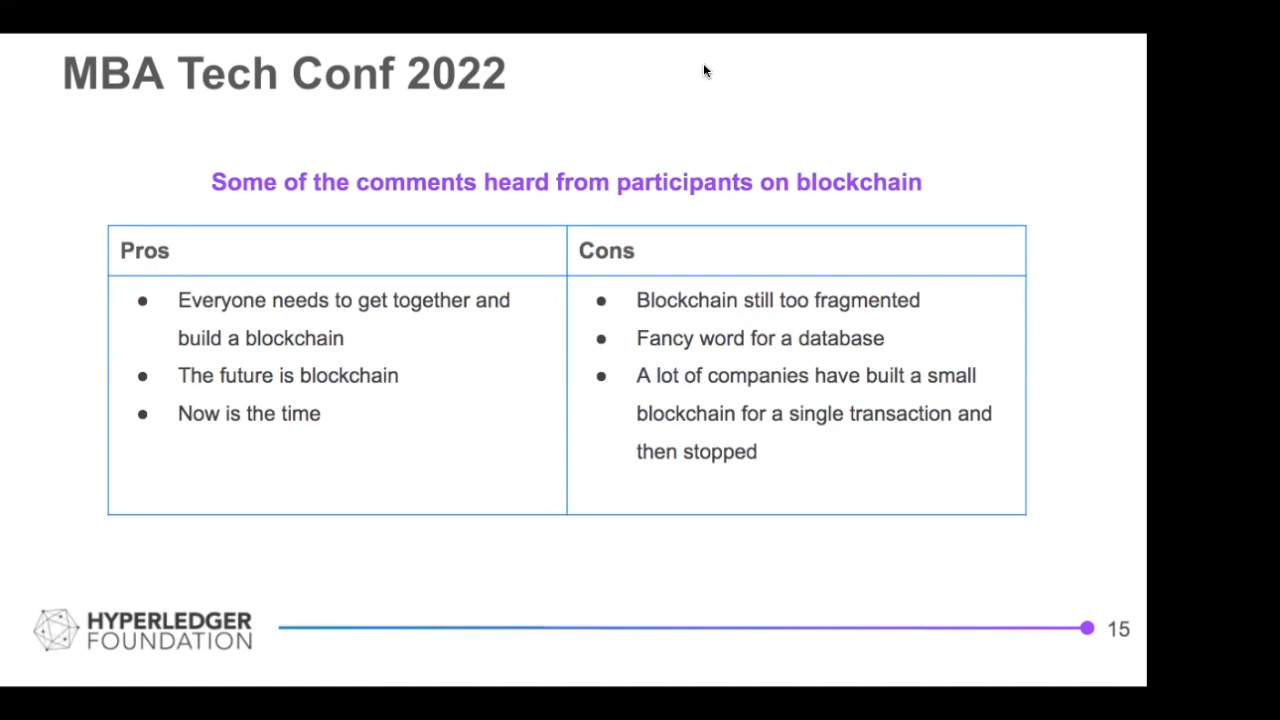 MBA Tech Conf 2022
Some of the comments heard from participants on blockchain
Pros
● Everyone needs to get together and
build a blockchain
● The future is blockchain
● Now is the time
Cons
● Blockchain still too fragmented
● Fancy word for a database
● A lot of companies have built a small
blockchain for a single transaction and
then stopped
HYPERLEDGER
FOUNDATION
15